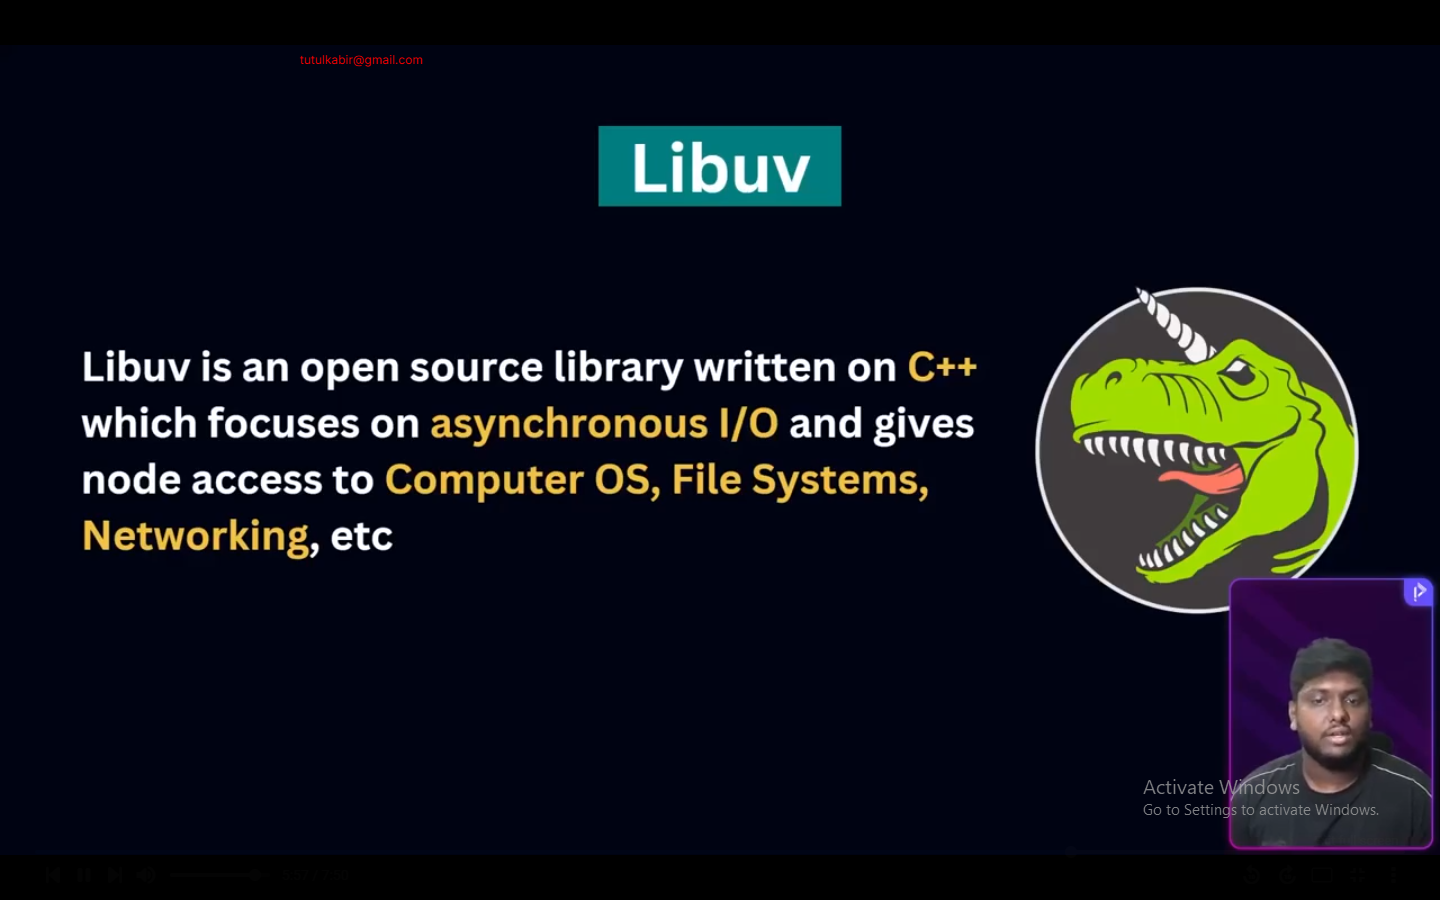 tutulkabir@gmail.com
Libuv
Libuv is an open source library written on C++
which focuses on asynchronous I/O and gives
node access to Computer OS, File Systems,
Networking, etc
Activate Windows
Go to Settings to activate Windows.